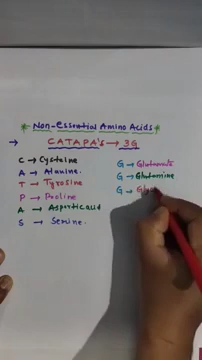 Non-Essential Amino Acids
→ CATAPA's → 3G
C → Cysteine
A → Alanine.
T → Tyrosine
P → Proline
A → Aspartic acid
S → Serine.
G → Glutamate
G → Glutamine
G →